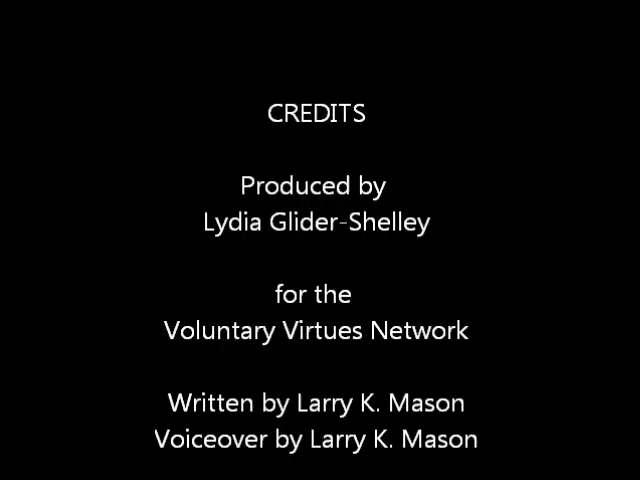 CREDITS
Produced by
Lydia Glider-Shelley
for the
Voluntary Virtues Network
Written by Larry K. Mason
Voiceover by Larry K. Mason